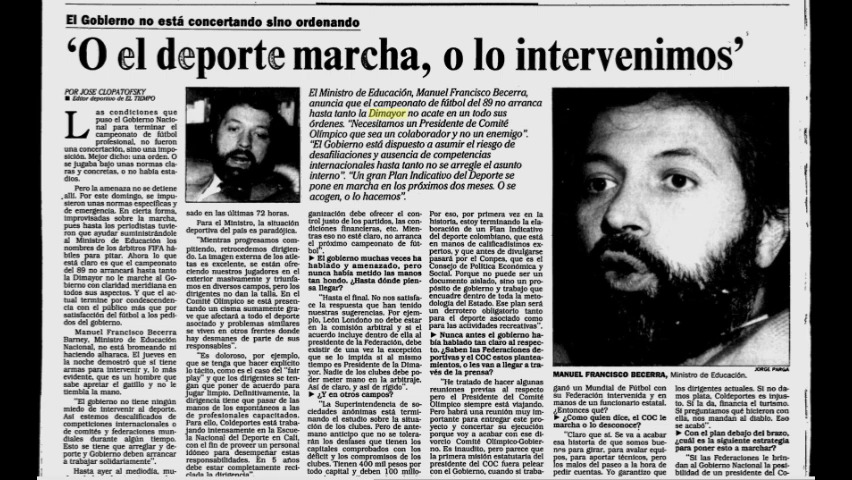 El Gobierno no está concertando sino ordenando
‘O el deporte marcha, o lo intervenimos’
POR JOSE CLOPATOFSKY
■ Editor deportivo de EL TIEMPO
Las condiciones que
puso el Gobierno Nacional para
para terminar el
campeonato de fútbol
profesional, no fueron
una concertación, sino una imposición.
Mejor dicho: una orden. O
se jugaba bajo unas normas claras
y concretas, o no había estadios.
Pero la amenaza no se detiene
allí. Por este domingo, se impusieron
unas normas específicas y
de emergencia. En cierta forma,
improvisadas sobre la marcha,
pues hasta los periodistas tuvieron
que ayudar suministrándole
al Ministro de Educación los
nombres de los árbitros FIFA
hábiles para pitar. Ahora lo que
está claro es que el campeonato
del 89 no arrancará hasta tanto
la Dimayor no le marche al Gobierno
con claridad meridiana en
todos sus aspectos. Y que el actual
termine por condescendencia
con el público más que por
satisfacción del fútbol a los pedidos
del gobierno.
Manuel Francisco Becerra
Barney, Ministro de Educación
Nacional, no está bromeando ni
haciendo alharaca. El jueves en
la noche demostró que si tiene
armas para intervenir y, lo más
evidente, que es un hombre que
sabe apretar el gatillo y no le
tiembla la mano.
"El gobierno no tiene ningún
miedo de intervenir al deporte.
Así estemos descalificados de
competencias internacionales o
de comités y federaciones mundiales
durante algún tiempo.
Esto se tiene que arreglar y deporte
y Gobierno deben arrancar
a trabajar solidariamente".
Hasta ayer al mediodía,
El Ministro de Educación, Manuel Francisco Becerra,
anuncia que el campeonato de fútbol del 89 no arranca
hasta tanto la Dimayor no acate en un todo sus
órdenes. "Necesitamos un Presidente de Comité
Olímpico que sea un colaborador y no un enemigo".
"El Gobierno está dispuesto a asumir el riesgo de
desafiliaciones y ausencia de competencias
internacionales hasta tanto no se arregle el asunto
interno". "Un gran Plan Indicativo del Deporte se
pone en marcha en los próximos dos meses. O se
acogen, o lo hacemos".
sado en las últimas 72 horas.
Para el Ministro, la situación
deportiva del país es paradójica.
"Mientras progresamos compitiendo,
retrocedemos dirigiendo.
La imagen externa de los atletas
es excelente, se están ofreciendo
nuestros jugadores en el
exterior masivamente y triunfamos
en diversos campos, pero los
dirigentes no dan la talla. En el
Comité Olímpico se está presentando
un cisma sumamente grave
que afectará a todo el deporte
asociado y problemas similares
se viven en otros frentes donde
hay desmanes de parte de sus
responsables".
"Es doloroso, por ejemplo,
que se tenga que hacer explícito
lo tácito, como es el caso del "fair
play" y que los dirigentes se tengan
que poner de acuerdo para
jugar limpio. Definitivamente, la
dirigencia tiene que pasar de las
manos de los espontáneos a las
de profesionales capacitados.
Para ello, Coldeportes está trabajando
intensamente en la Escuela
Nacional del Deporte en Cali,
con el fin de proveer un personal
idóneo para desempeñar estas
responsabilidades. En 5 años
debe estar completamente reciclada
la dirigencia".
ganización debe ofrecer el control
justo de los partidos, las condiciones
financieras, etc. Mientras
eso no esté claro, no arranca
el próximo campeonato de fútbol".
► El gobierno muchas veces ha
hablado y amenazado, pero
nunca había metido las manos
tan hondo. ¿Hasta dónde piensa
llegar?
"Hasta el final. No nos satisface
la respuesta que han tenido
nuestras sugerencias. Por ejemplo,
León Londoño no debe estar
en la comisión arbitral y si el
acuerdo incluye dentro de ella al
presidente de la Federación, debe
existir de una vez la excepción
que se lo impida si al mismo
tiempo es Presidente de la Dimayor.
Nadie de los clubes debe poder
meter mano en la arbitraje.
Así de claro, y así de rígido".
► ¿Y en otros campos?
"La Superintendencia de sociedades
anónimas está terminando
el estudio sobre la situación
de los clubes. Pero de antemano
anticipo que no se tolerarán
los desfases que tienen los
capitales comprobados con los
déficit y los compromisos de los
clubes. Tienen 400 mil pesos por
todo capital y deben 100
Por eso, por primera vez en la
historia, estoy terminando la elaboración
de un Plan Indicativo
del deporte colombiano, que está
en manos de calificadísimos expertos,
y que antes de divulgarse
pasará por el Conpes, que es el
Consejo de Política Económica y
Social. Porque no puede ser un
documento aislado, sino un propósito
de gobierno y trabajo que
encuadre dentro de toda la metodología
del Estado. Ese plan será
un derrotero obligatorio tanto
para el deporte asociado como
para las actividades recreativas".
► Nunca antes el gobierno había
hablado tan claro al respecto.
¿Saben las Federaciones deportivas
y el COC estos planteamientos,
o les van a llegar a través
de la prensa?
"He tratado de hacer algunas
reuniones previas al respecto
pero el Presidente del Comité
Olímpico siempre está viajando.
Pero habrá una reunión muy importante
para entregar este proyecto
y concertar su ejecución
porque voy a acabar con ese divorcio
Comité Olímpico-Gobierno.
Es inaudito, pero parece que
la primera misión estatutaria del
presidente del COC fuera pelear
con el Gobierno, cuando si
JORGE PARGA
MANUEL FRANCISCO BECERRA, Ministro de Educación.
ganó un Mundial de Fútbol con
su Federación intervenida y en
manos de un funcionario estatal.
¿Entonces qué?
► ¿Como quien dice, el COC le
marcha o lo desconoce?
"Claro que si. Se va a acabar
esa historia de que somos buenos
para girar, para avalar equipos,
para aportar técnicos, pero
los malos del paseo a la hora de
pedir cuentas. Yo garantizo que
los dirigentes actuales. Si no damos
plata, Coldeportes es injusto.
Si la da, financia el turismo.
Si preguntamos qué hicieron con
ella, nos mandan al diablo. Eso
se acabó".
► Con el plan debajo del brazo,
¿cuál es la siguiente estrategia
para poner esto a marchar?
"Si las Federaciones le brindan
al Gobierno Nacional la posibilidad
de un presidente del